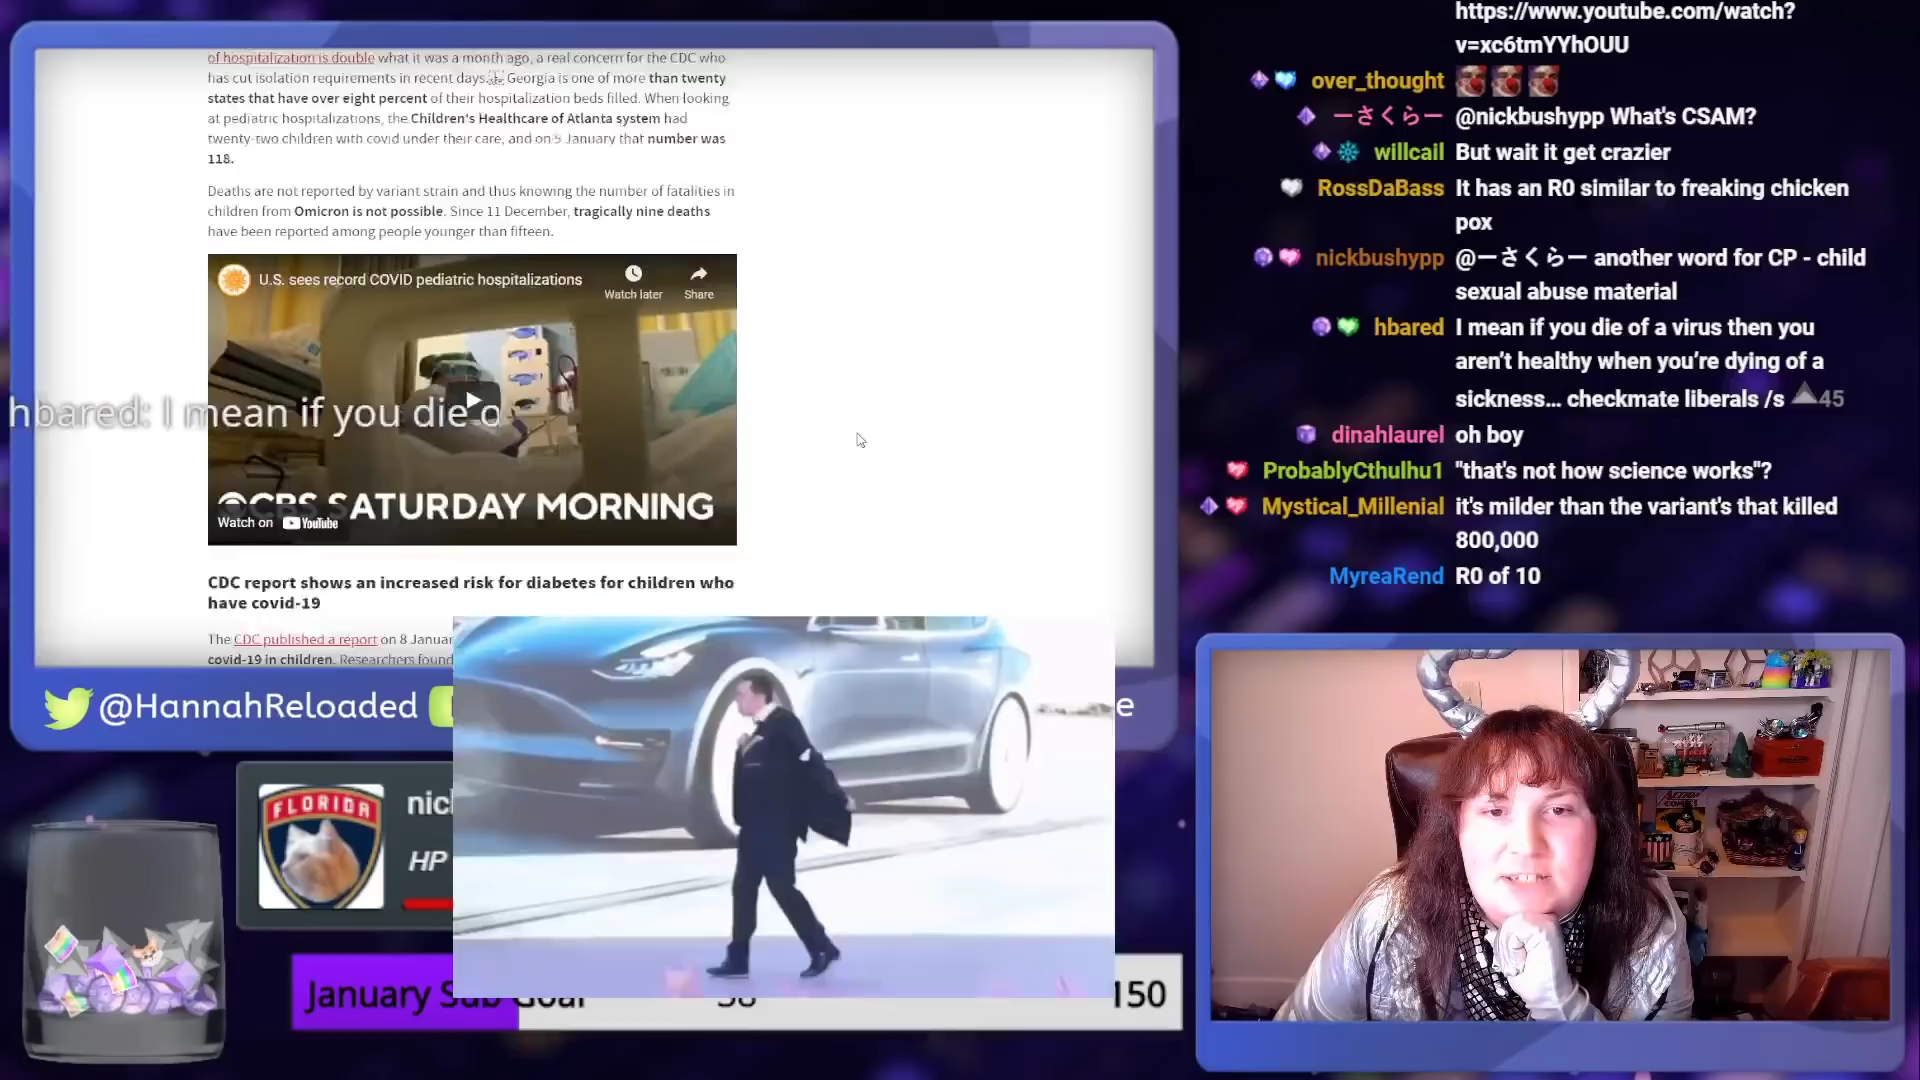 of hospitalization is double what it was a month ago, a real concern for the CDC who
has cut isolation requirements in recent days. Georgia is one of more than twenty
states that have over eight percent of their hospitalization beds filled. When looking
at pediatric hospitalizations, the Children's Healthcare of Atlanta system had
twenty-two children with covid under their care, and on 5 January that number was
118.
Deaths are not reported by variant strain and thus knowing the number of fatalities in
children from Omicron is not possible. Since 11 December, tragically nine deaths
have been reported among people younger than fifteen.
U.S. sees record COVID pediatric hospitalizations
Watch later
Share
hbared: I mean if you die o
CBS SATURDAY MORNING
Watch on YouTube
CDC report shows an increased risk for diabetes for children who
have covid-19
The CDC published a report on 8 Januar
covid-19 in children. Researchers found
@HannahReloaded
e
FLORIDA
nic
HP
January Sub Goal 38 150
https://www.youtube.com/watch?
v=xc6tmYYhOUU
over_thought
ーさくらー @nickbushypp What's CSAM?
willcail But wait it get crazier
RossDaBass It has an R0 similar to freaking chicken
pox
nickbushypp @ーさくらー another word for CP - child
sexual abuse material
hbared I mean if you die of a virus then you
aren’t healthy when you’re dying of a
sickness… checkmate liberals /s 45
dinahlaurel oh boy
ProbablyCthulhu1 "that's not how science works"?
Mystical_Millenial it's milder than the variant's that killed
800,000
MyreaRend R0 of 10